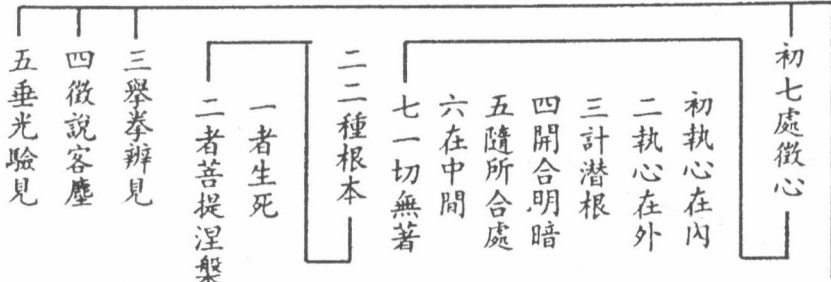 初七處徵心
初執心在內
二執心在外
三計潛根
四開合明暗
五隨所合處
六在中間
七一切無著
二二種根本
一者生死
二者菩提涅槃
三舉拳辨見
四徵說客塵
五垂光驗見